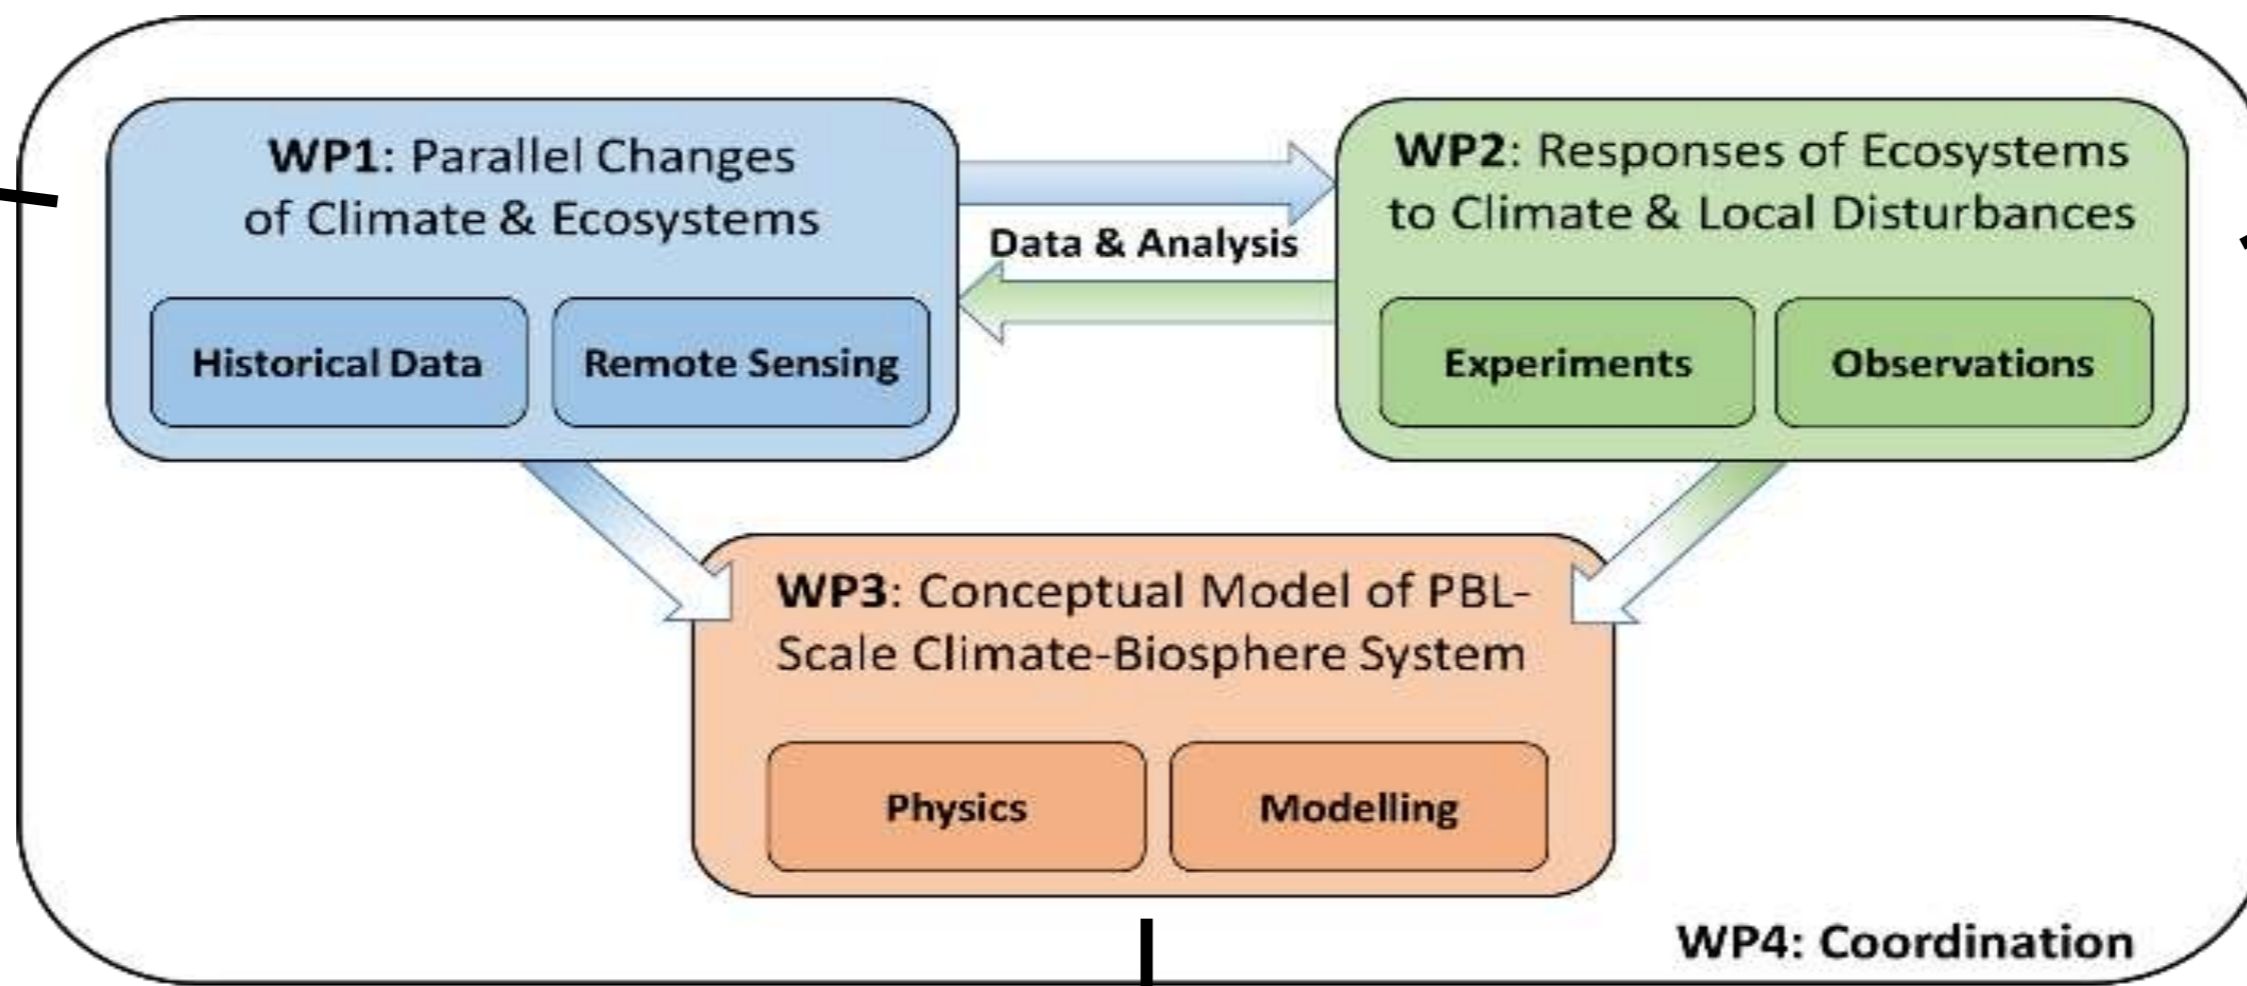 WP1: Parallel Changes
of Climate & Ecosystems
Historical Data
Remote Sensing
Data & Analysis
WP2: Responses of Ecosystems
to Climate & Local Disturbances
Experiments
Observations
WP3: Conceptual Model of PBL-
Scale Climate-Biosphere System
Physics
Modelling
WP4: Coordination